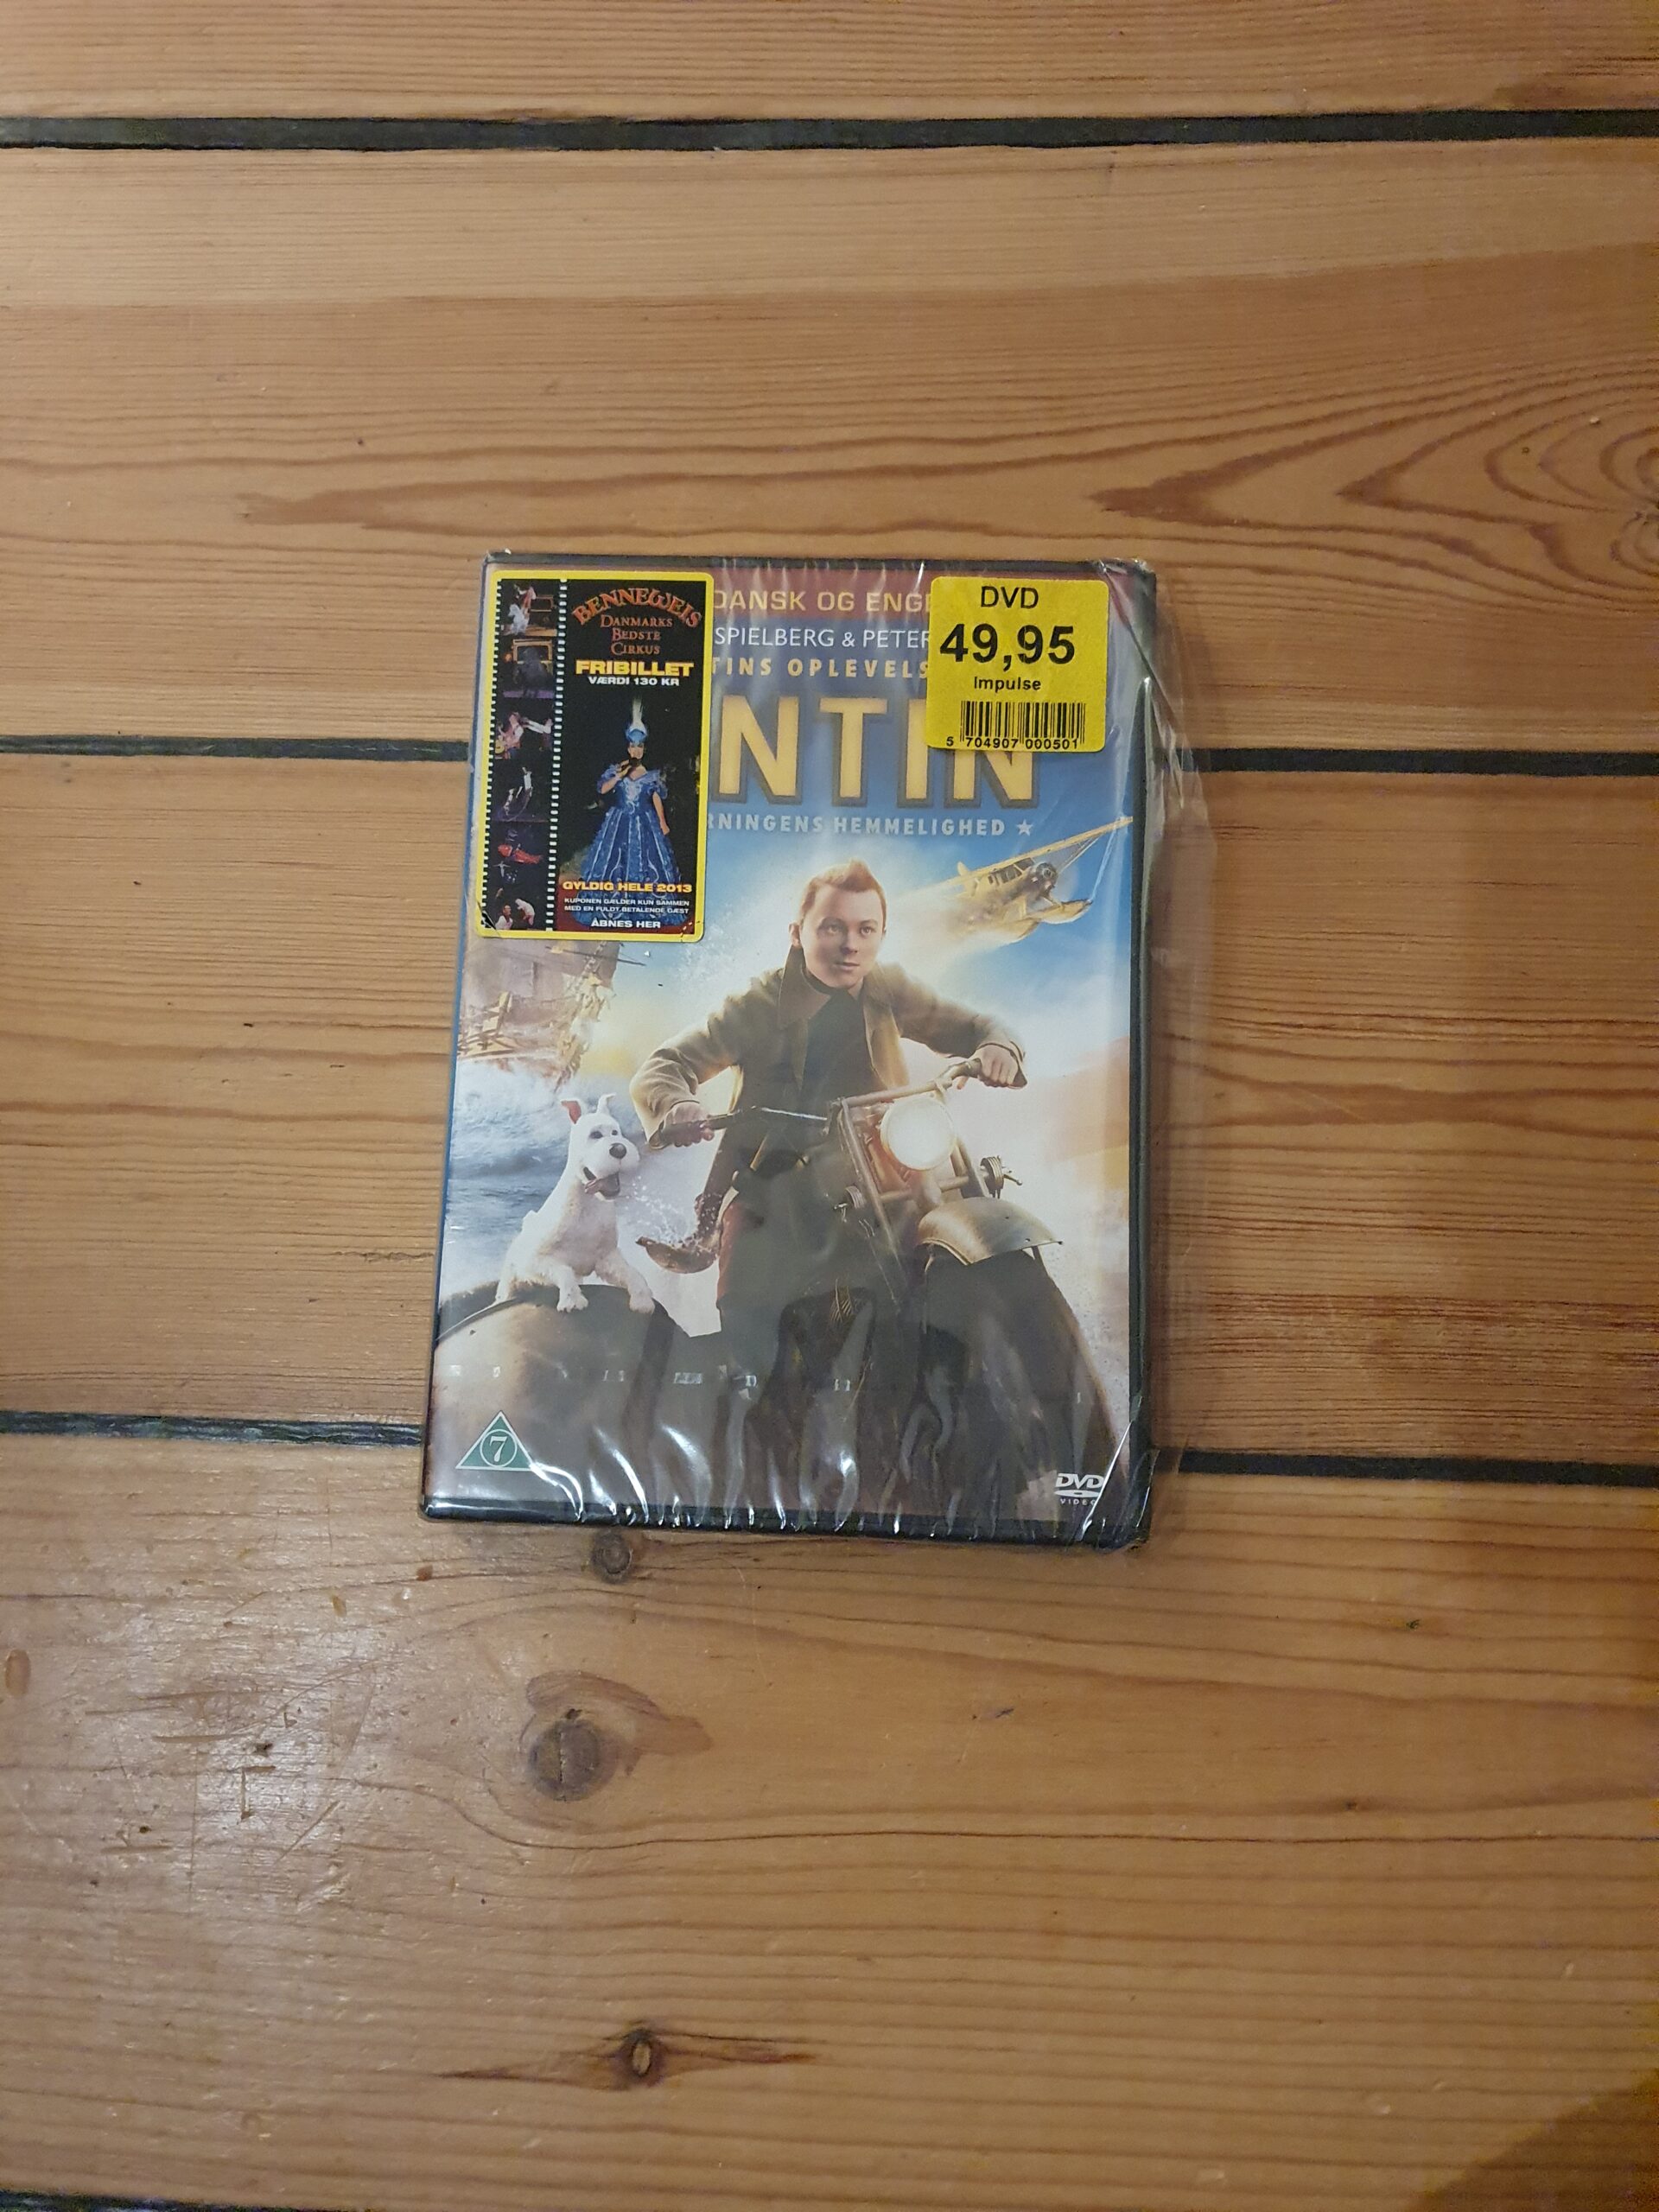 BENNEWEIS
DANMARKS
BEDSTE
CIRKUS
FRIBILLET
VÆRDI 130 KR
GYLDIG HELE 2013
KUPONEN GÆLDER KUN SAMMEN
MED EN FULDT BETALENDE GÆST
ÅBNES HER
DANSK OG ENGE
SPIELBERG & PETER
TINS OPLEVELS
NTIN
RNINGENS HEMMELIGHED ★
DVD
49,95
Impulse
5 704907 000501
7
DVD
VIDEO